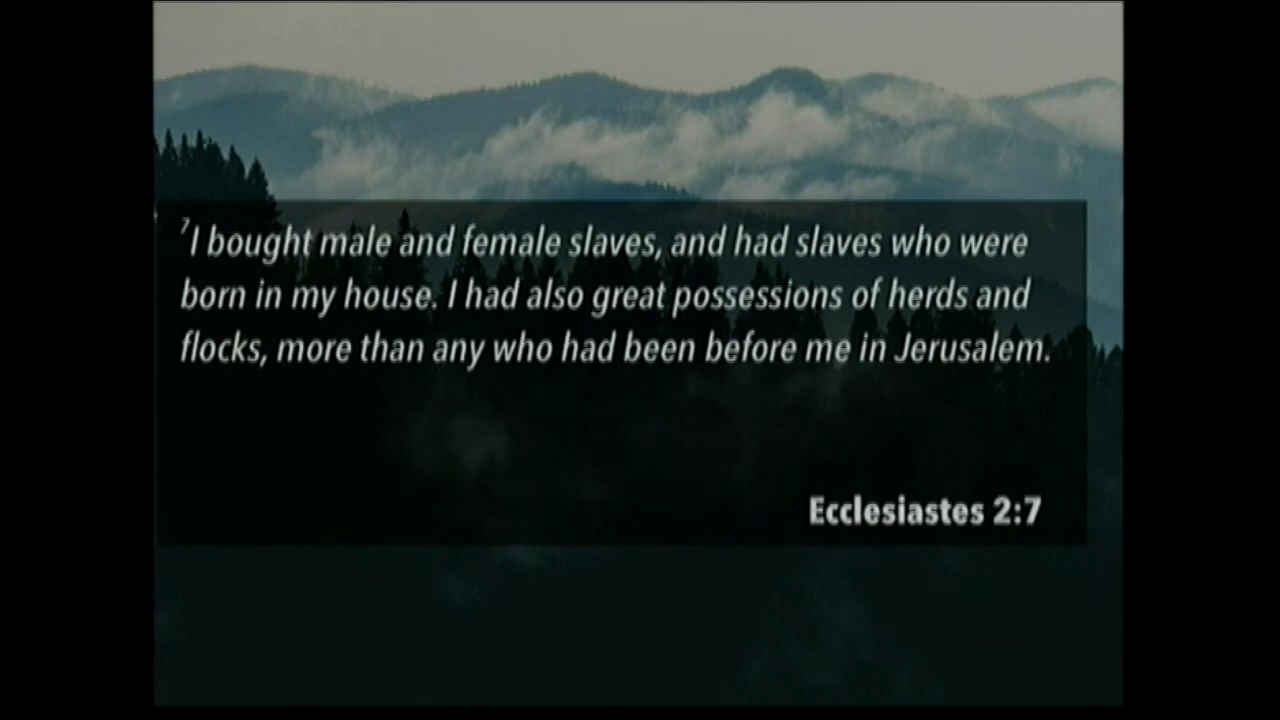 ⁷I bought male and female slaves, and had slaves who were
born in my house. I had also great possessions of herds and
flocks, more than any who had been before me in Jerusalem.
Ecclesiastes 2:7